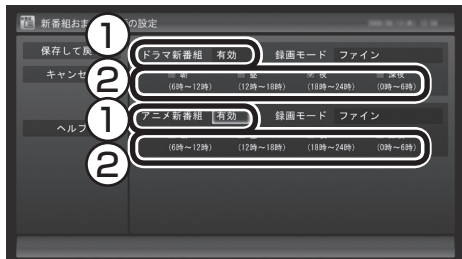 新番組おま の設定
保存して戻
キャンセ
ヘルプ
①
ドラマ新番組 有効 録画モード ファイン
②
朝 昼 夜 深夜
(6時～12時) (12時～18時) (18時～24時) (0時～6時)
①
アニメ新番組 有効 録画モード ファイン
②
(6時～12時) (12時～18時) (18時～24時) (0時～6時)